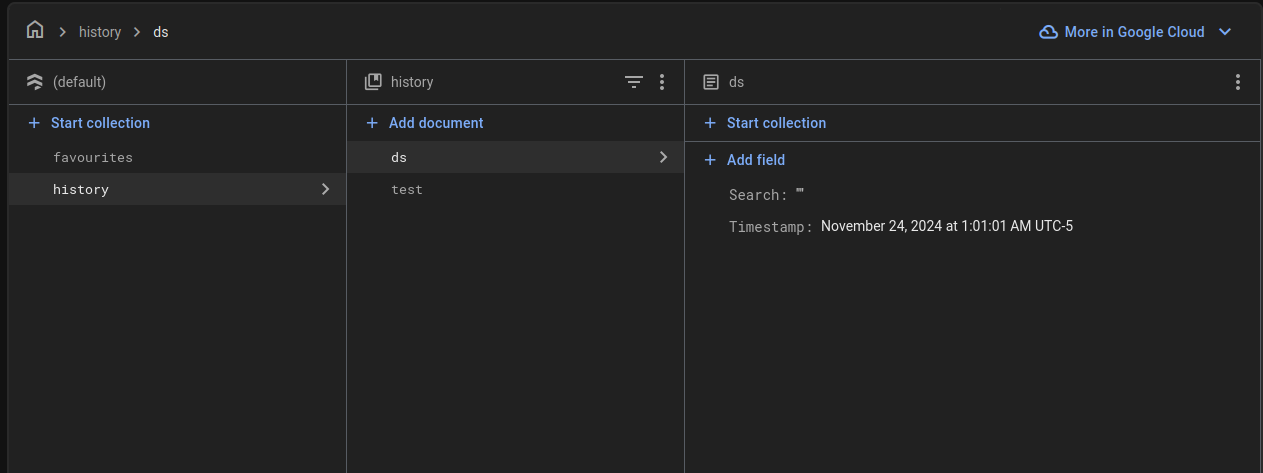 history ds
More in Google Cloud
(default)
history
ds
+ Start collection
+ Add document
+ Start collection
favourites
history
ds
test
+ Add field
Search: ""
Timestamp: November 24, 2024 at 1:01:01 AM UTC-5